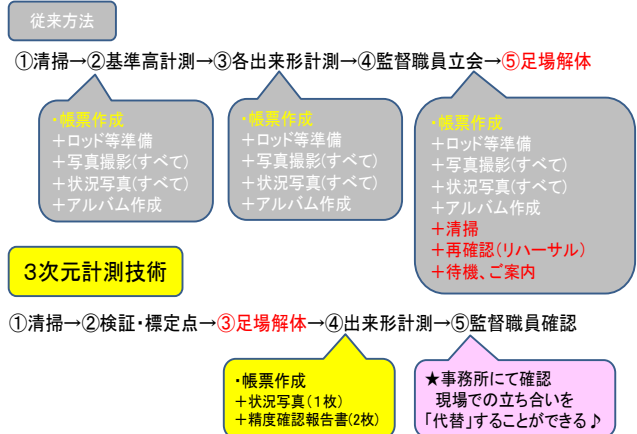 従来方法
①清掃→②基準高計測→③各出来形計測→④監督職員立会→⑤足場解体
・帳票作成
＋ロッド等準備
＋写真撮影(すべて)
＋状況写真(すべて)
＋アルバム作成
・帳票作成
＋ロッド等準備
＋写真撮影(すべて)
＋状況写真(すべて)
＋アルバム作成
・帳票作成
＋ロッド等準備
＋写真撮影(すべて)
＋状況写真(すべて)
＋アルバム作成
＋清掃
＋再確認(リハーサル)
＋待機、ご案内
3次元計測技術
①清掃→②検証・標定点→③足場解体→④出来形計測→⑤監督職員確認
・帳票作成
＋状況写真(1枚)
＋精度確認報告書(2枚)
★事務所にて確認
現場での立ち合いを
「代替」することができる♪